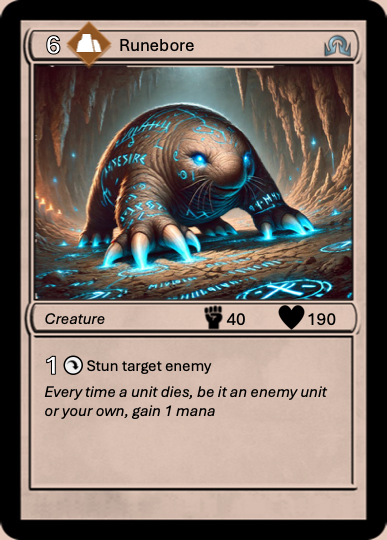 6 Runebore
Creature 40 190
1 Stun target enemy
Every time a unit dies, be it an enemy unit
or your own, gain 1 mana